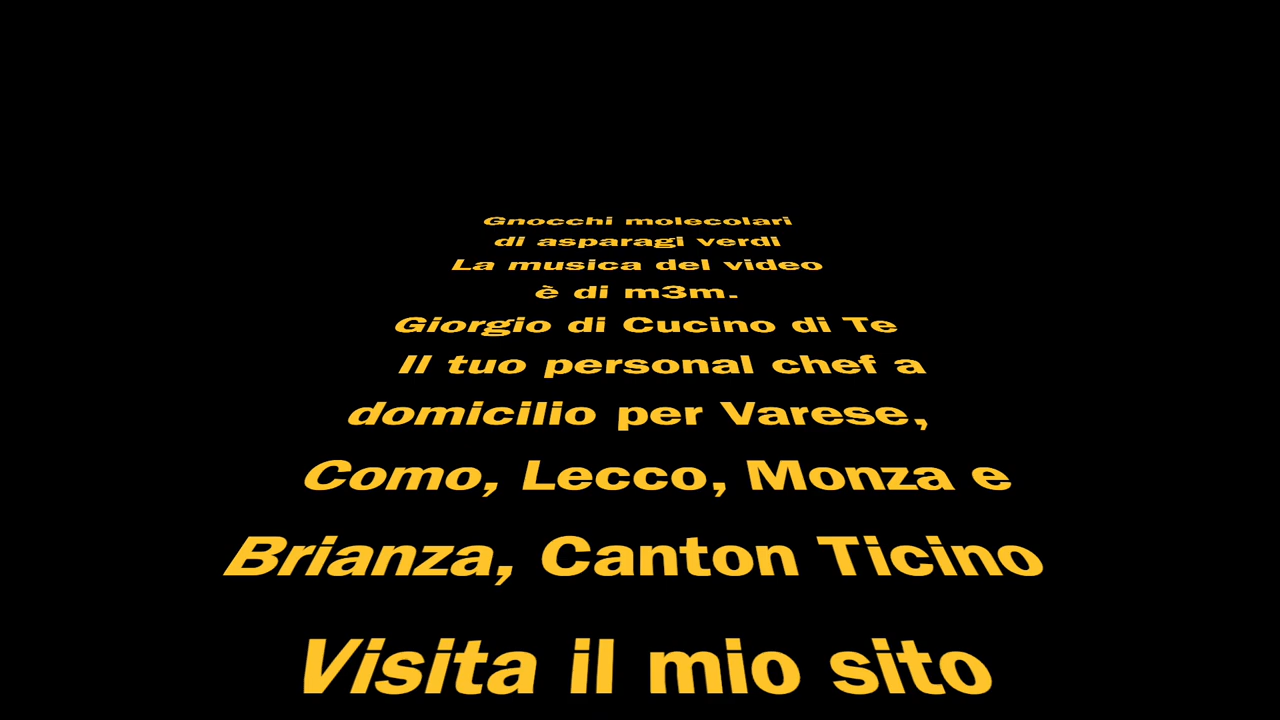 Gnocchi molecolari
di asparagi verdi
La musica del video
è di m3m.
Giorgio di Cucino di Te
Il tuo personal chef a
domicilio per Varese,
Como, Lecco, Monza e
Brianza, Canton Ticino
Visita il mio sito